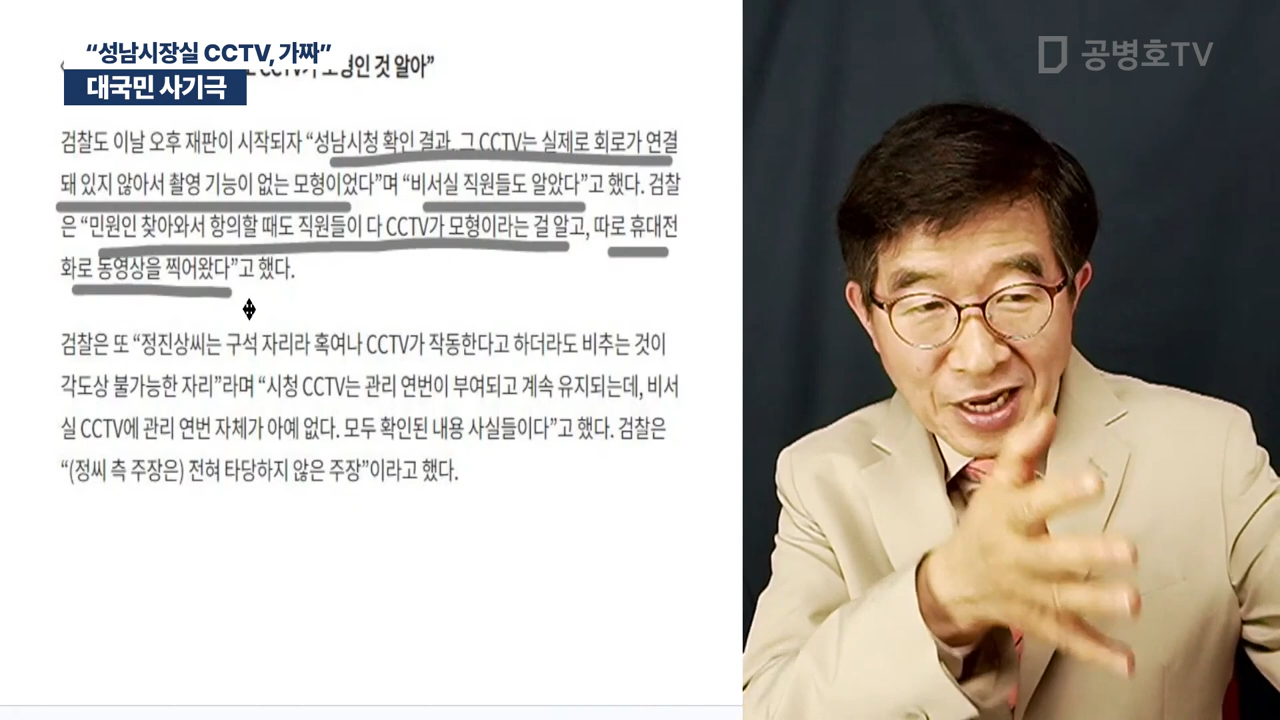 “성남시장실 CCTV, 가짜”
인 것 알아”
대국민 사기극
공병호TV
검찰도 이날 오후 재판이 시작되자 “성남시청 확인 결과, 그 CCTV는 실제로 회로가 연결
돼 있지 않아서 촬영 기능이 없는 모형이었다”며 “비서실 직원들도 알았다”고 했다. 검찰
은 “민원인 찾아와서 항의할 때도 직원들이 다 CCTV가 모형이라는 걸 알고, 따로 휴대전
화로 동영상을 찍어왔다”고 했다.
검찰은 또 “정진상씨는 구석 자리라 혹여나 CCTV가 작동한다고 하더라도 비추는 것이
각도상 불가능한 자리”라며 “시청 CCTV는 관리 연번이 부여되고 계속 유지되는데, 비서
실 CCTV에 관리 연번 자체가 아예 없다. 모두 확인된 내용 사실들이다”고 했다. 검찰은
“(정씨 측 주장은) 전혀 타당하지 않은 주장”이라고 했다.